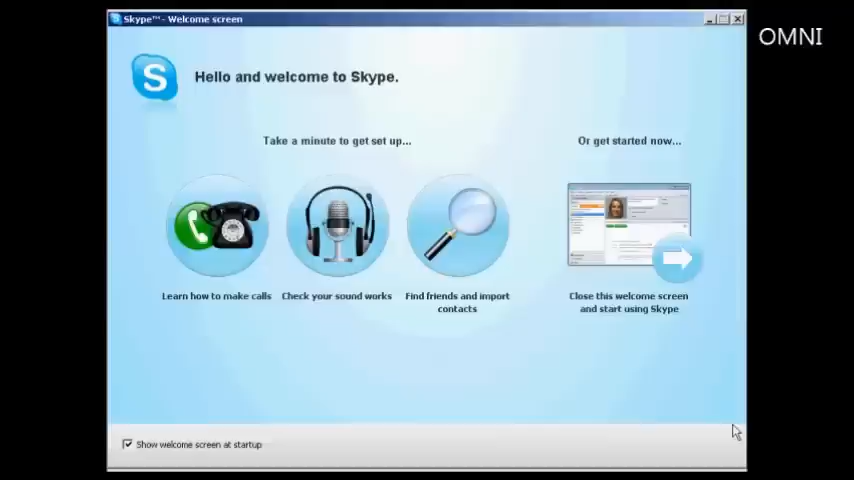 Skype™ - Welcome screen
OMNI
S
Hello and welcome to Skype.
Take a minute to get set up...
Or get started now...
Learn how to make calls
Check your sound works
Find friends and import
contacts
Close this welcome screen
and start using Skype
Show welcome screen at startup